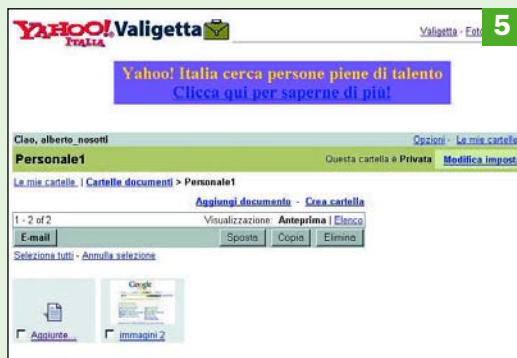 YAHOO! ITALIA Valigetta
Valigetta - Foto
5
Yahoo! Italia cerca persone piene di talento
Clicca qui per saperne di più!
Ciao, alberto_nosotti
Opzioni - Le mie cartelle
Personale1
Questa cartella è Privata Modifica impost
Le mie cartelle | Cartelle documenti > Personale1
Aggiungi documento - Crea cartella
1 - 2 of 2
Visualizzazione: Anteprima | Elenco
E-mail Sposta Copia Elimina
Seleziona tutti - Annulla selezione
Google
Aggiunte... immagini 2